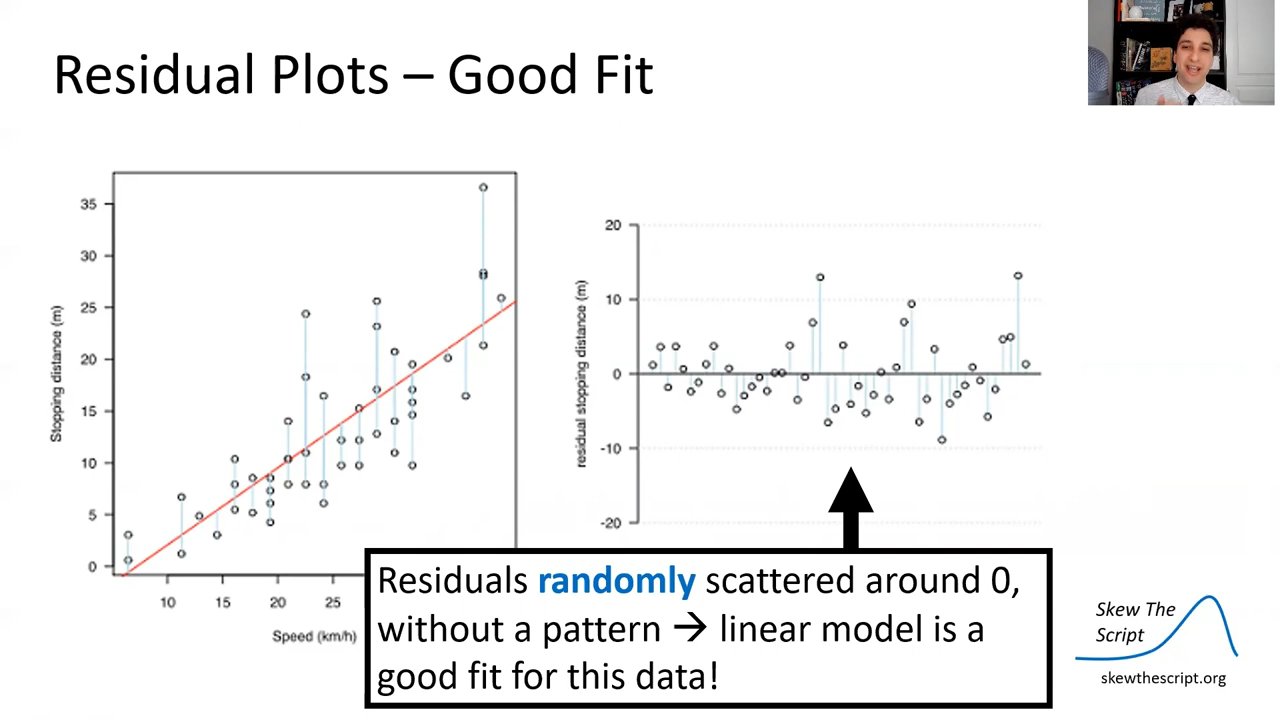 Residual Plots – Good Fit
35
30
25
20
15
10
5
0
Stopping distance (m)
10
15
20
25
Speed (km/h)
20
10
0
-10
-20
residual stopping distance (m)
Residuals randomly scattered around 0,
without a pattern → linear model is a
good fit for this data!
Skew The
Script
skewthescript.org